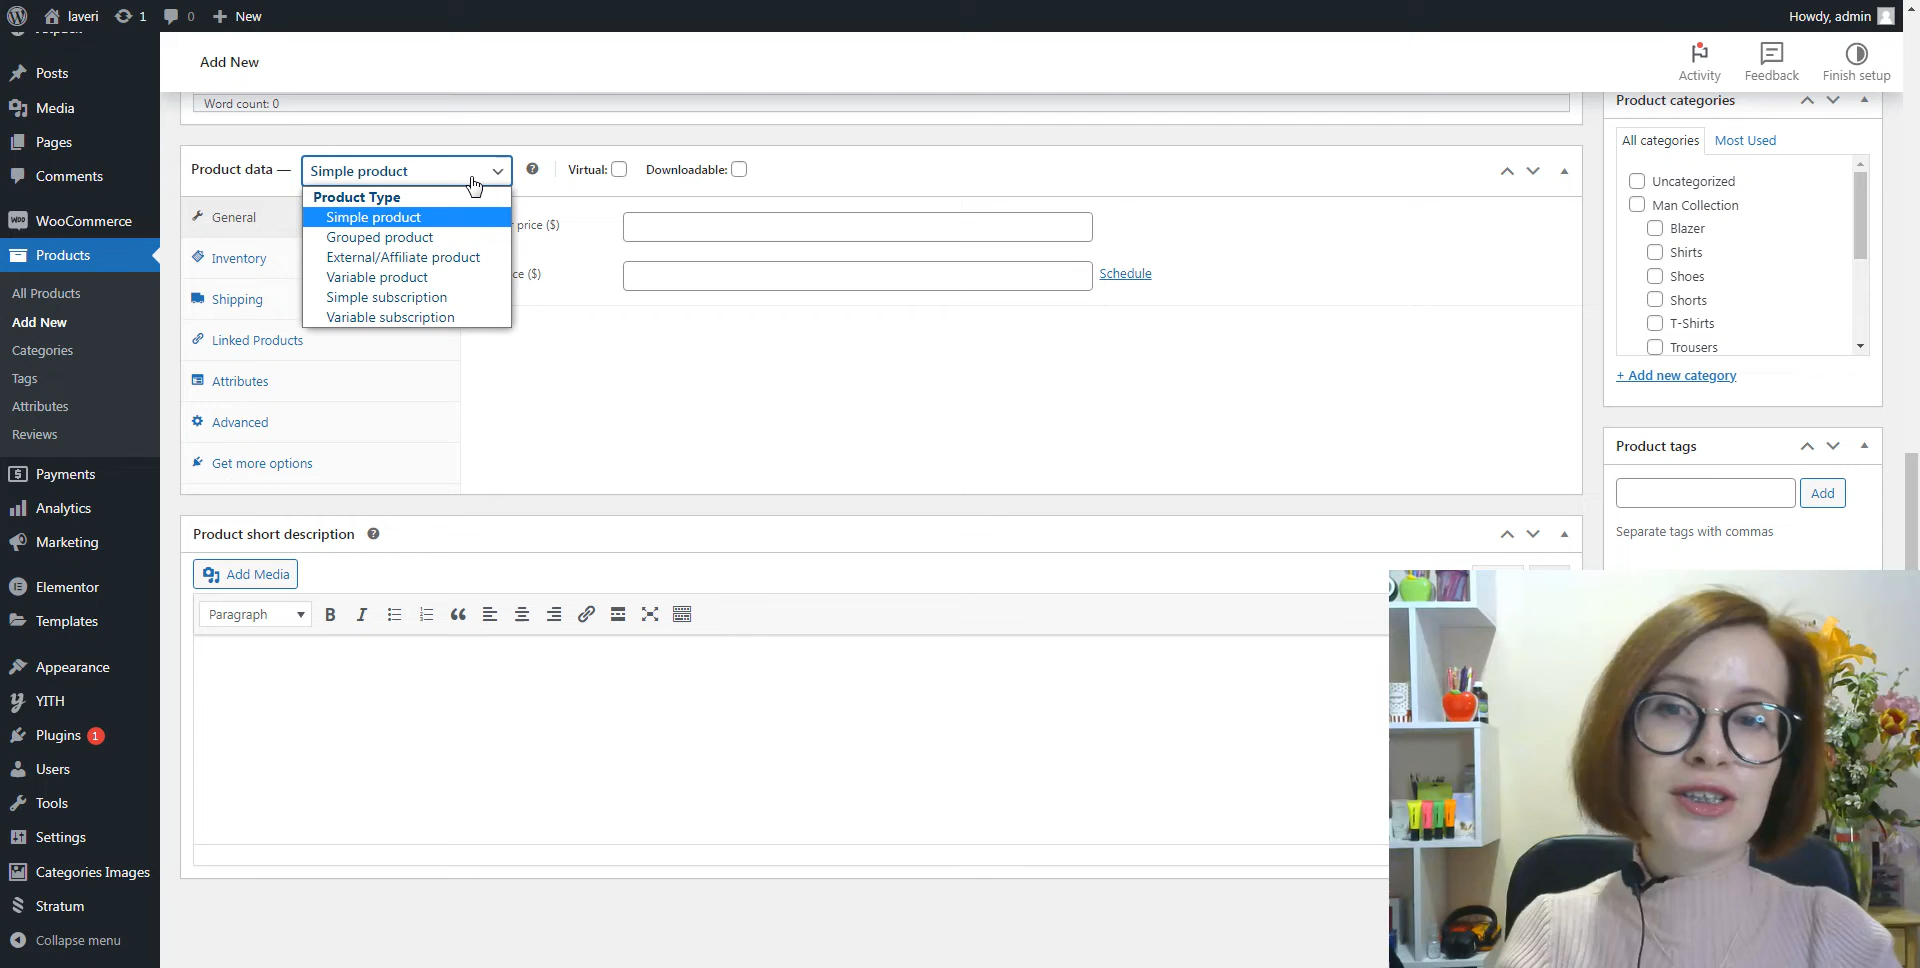 laveri
1
0
New
Howdy, admin
Posts
Media
Pages
Comments
WooCommerce
Products
All Products
Add New
Categories
Tags
Attributes
Reviews
Payments
Analytics
Marketing
Elementor
Templates
Appearance
YITH
Plugins 1
Users
Tools
Settings
Categories Images
Stratum
Collapse menu
Add New
Activity
Feedback
Finish setup
Word count: 0
Product data —
Simple product
Virtual:
Downloadable:
Product Type
Simple product
Grouped product
External/Affiliate product
Variable product
Simple subscription
Variable subscription
General
Inventory
Shipping
Linked Products
Attributes
Advanced
Get more options
price ($)
($)
Schedule
Product short description
Add Media
Paragraph
Product categories
All categories
Most Used
Uncategorized
Man Collection
Blazer
Shirts
Shoes
Shorts
T-Shirts
Trousers
+ Add new category
Product tags
Add
Separate tags with commas